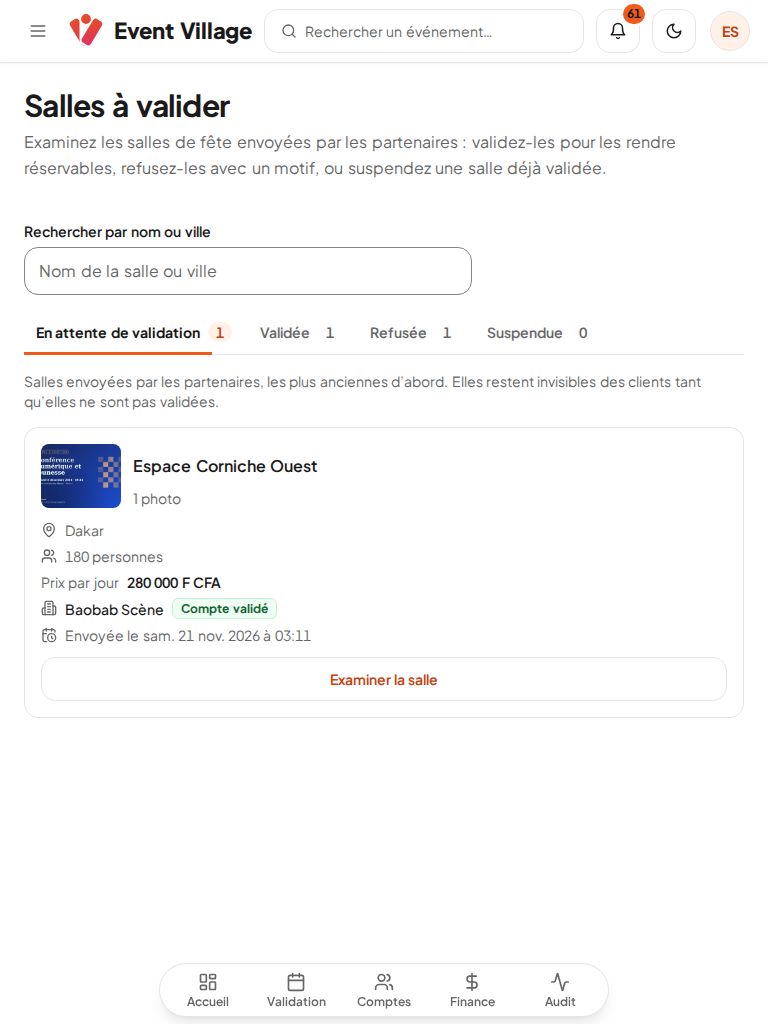 Event Village
Rechercher un événement...
61
ES
Salles à valider
Examinez les salles de fête envoyées par les partenaires : validez-les pour les rendre
réservables, refusez-les avec un motif, ou suspendez une salle déjà validée.
Rechercher par nom ou ville
Nom de la salle ou ville
En attente de validation 1 Validée 1 Refusée 1 Suspendue 0
Salles envoyées par les partenaires, les plus anciennes d’abord. Elles restent invisibles des clients tant
qu’elles ne sont pas validées.
onférence
umérique et
unesse
Espace Corniche Ouest
1 photo
Dakar
180 personnes
Prix par jour 280 000 F CFA
Baobab Scène Compte validé
Envoyée le sam. 21 nov. 2026 à 03:11
Examiner la salle
Accueil Validation Comptes Finance Audit